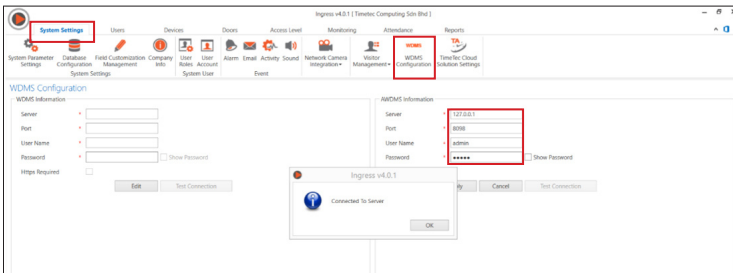 Ingress v4.0.1 ( Timetec Computing Sdn Bhd )
System Settings Users Devices Doors Access Level Monitoring Attendance Reports
System Parameter Settings Database Configuration Field Customization Management Company Info User Roles User Account Alarm Email Activity Sound Network Camera Integration Visitor Management WDMS WDMS Configuration TA TimeTec Cloud Solution Settings
System Settings System User Event
WDMS Configuration
WDMS Information AWDMS Information
Server * Server * 127.0.0.1
Port * Port * 8098
User Name * User Name * admin
Password * Show Password Password * ●●●●● Show Password
Https Required
Edit Test Connection Cancel Test Connection
Ingress v4.0.1
Connected To Server
OK